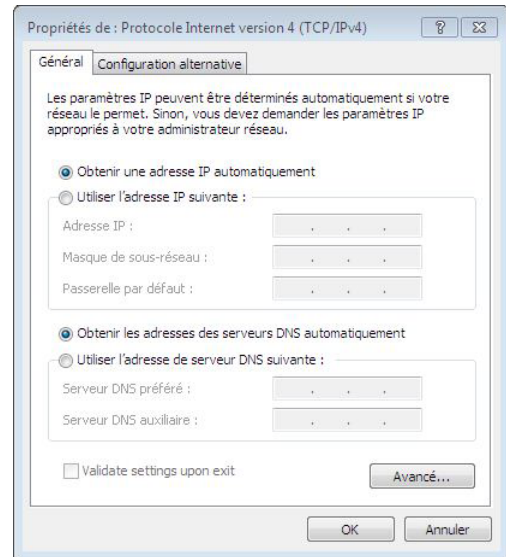 Propriétés de : Protocole Internet version 4 (TCP/IPv4)
Général
Configuration alternative
Les paramètres IP peuvent être déterminés automatiquement si votre
réseau le permet. Sinon, vous devez demander les paramètres IP
appropriés à votre administrateur réseau.
Obtenir une adresse IP automatiquement
Utiliser l'adresse IP suivante :
Adresse IP :
Masque de sous-réseau :
Passerelle par défaut :
Obtenir les adresses des serveurs DNS automatiquement
Utiliser l'adresse de serveur DNS suivante :
Serveur DNS préféré :
Serveur DNS auxiliaire :
Validate settings upon exit
Avancé...
OK
Annuler